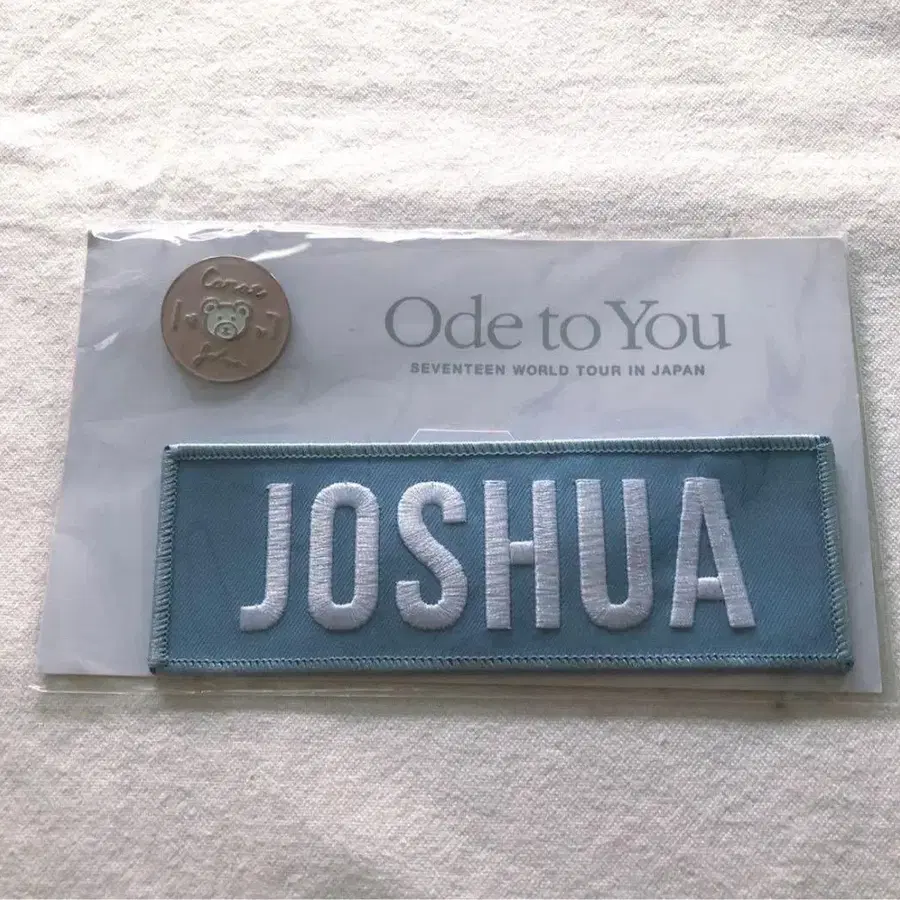 Ode to You
SEVENTEEN WORLD TOUR IN JAPAN
JOSHUA